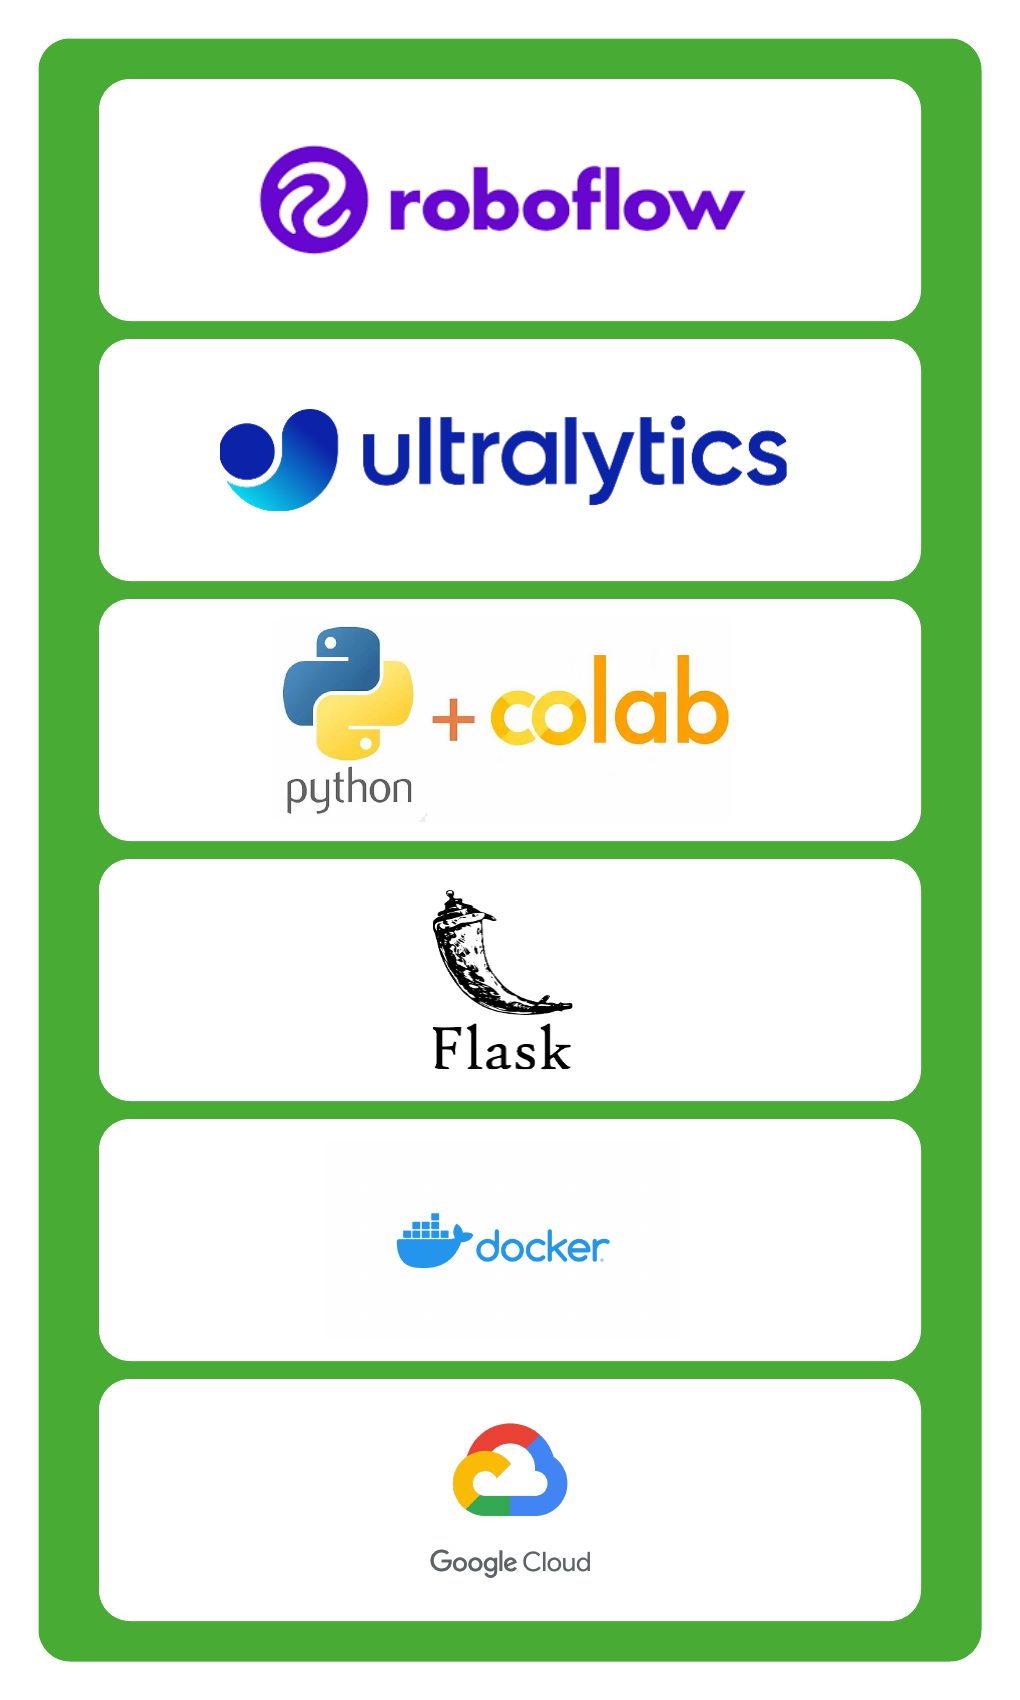 roboflow
ultralytics
+ colab
python
Flask
docker
Google Cloud